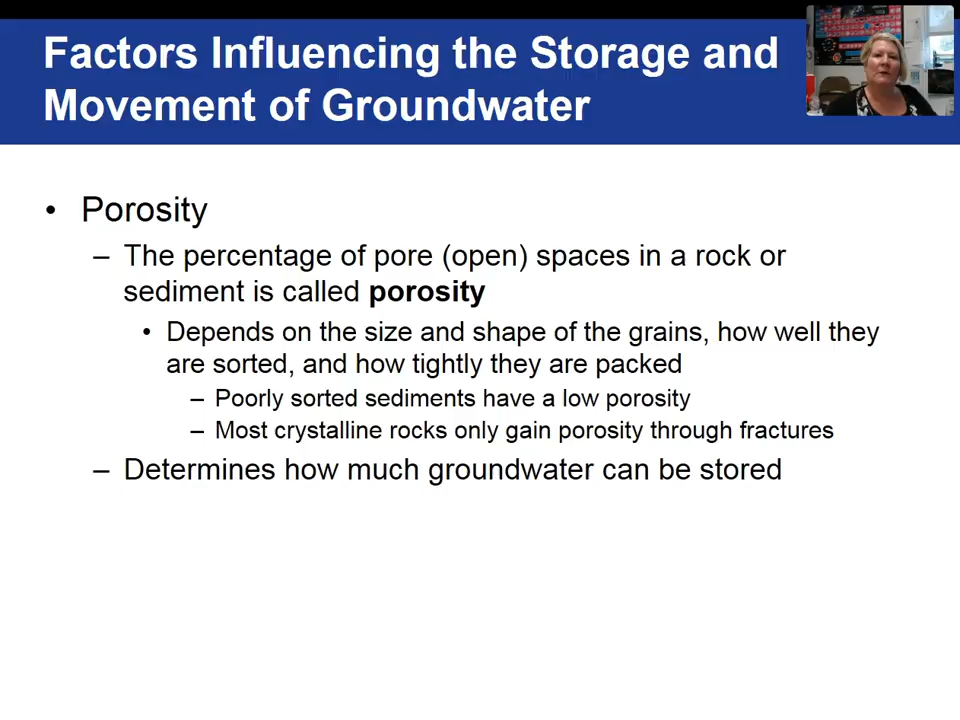 Factors Influencing the Storage and
Movement of Groundwater
• Porosity
– The percentage of pore (open) spaces in a rock or
sediment is called porosity
• Depends on the size and shape of the grains, how well they
are sorted, and how tightly they are packed
– Poorly sorted sediments have a low porosity
– Most crystalline rocks only gain porosity through fractures
– Determines how much groundwater can be stored